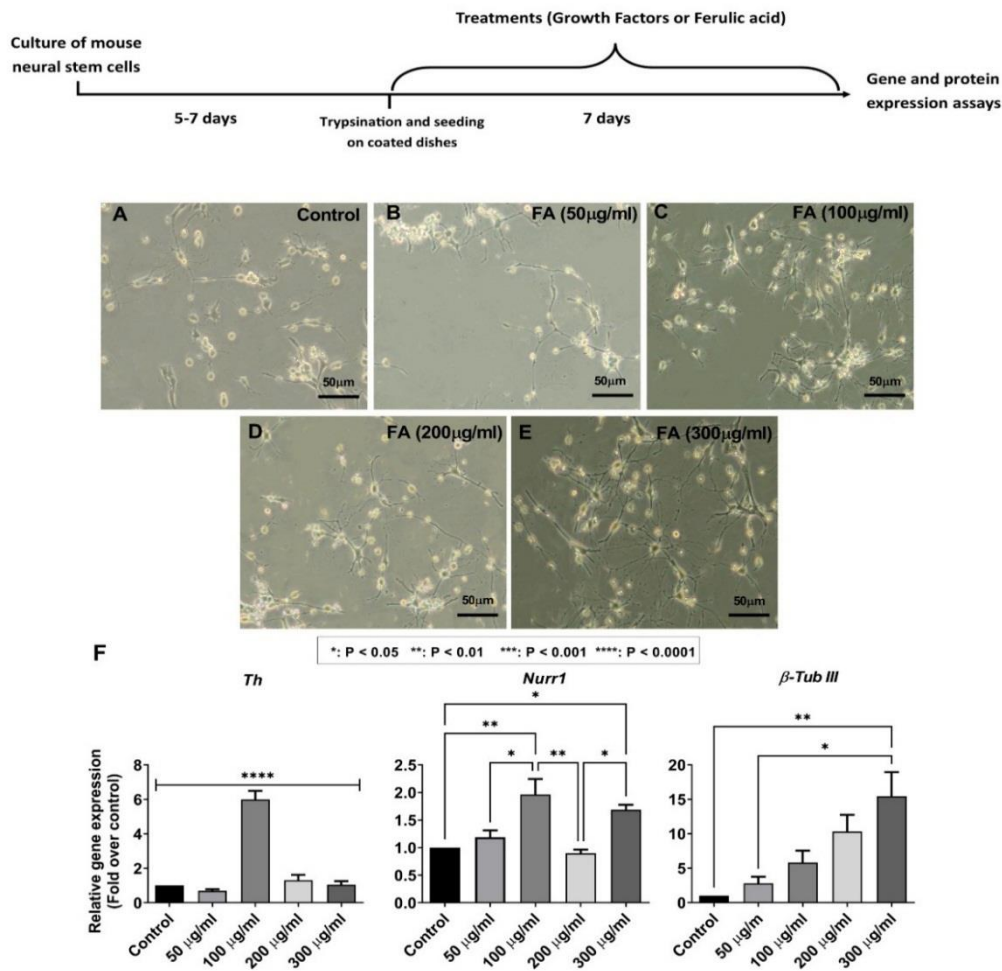 Treatments (Growth Factors or Ferulic acid)
Culture of mouse
neural stem cells
Gene and protein
expression assays
5-7 days
Trypsination and seeding
on coated dishes
7 days
A
Control
50µm
B
FA (50µg/ml)
50µm
C
FA (100µg/ml)
50µm
D
FA (200µg/ml)
50µm
E
FA (300µg/ml)
50µm
F
*: P < 0.05 **: P < 0.01 ***: P < 0.001 ****: P < 0.0001
Th
Relative gene expression
(Fold over control)
8
6
4
2
0
****
Control
50 µg/ml
100 µg/ml
200 µg/ml
300 µg/ml
Nurr1
2.5
2.0
1.5
1.0
0.5
0.0
*
**
*
**
*
Control
50 µg/ml
100 µg/ml
200 µg/ml
300 µg/ml
β-Tub III
20
15
10
5
0
**
*
Control
50 µg/m
100 µg/ml
200 µg/ml
300 µg/ml